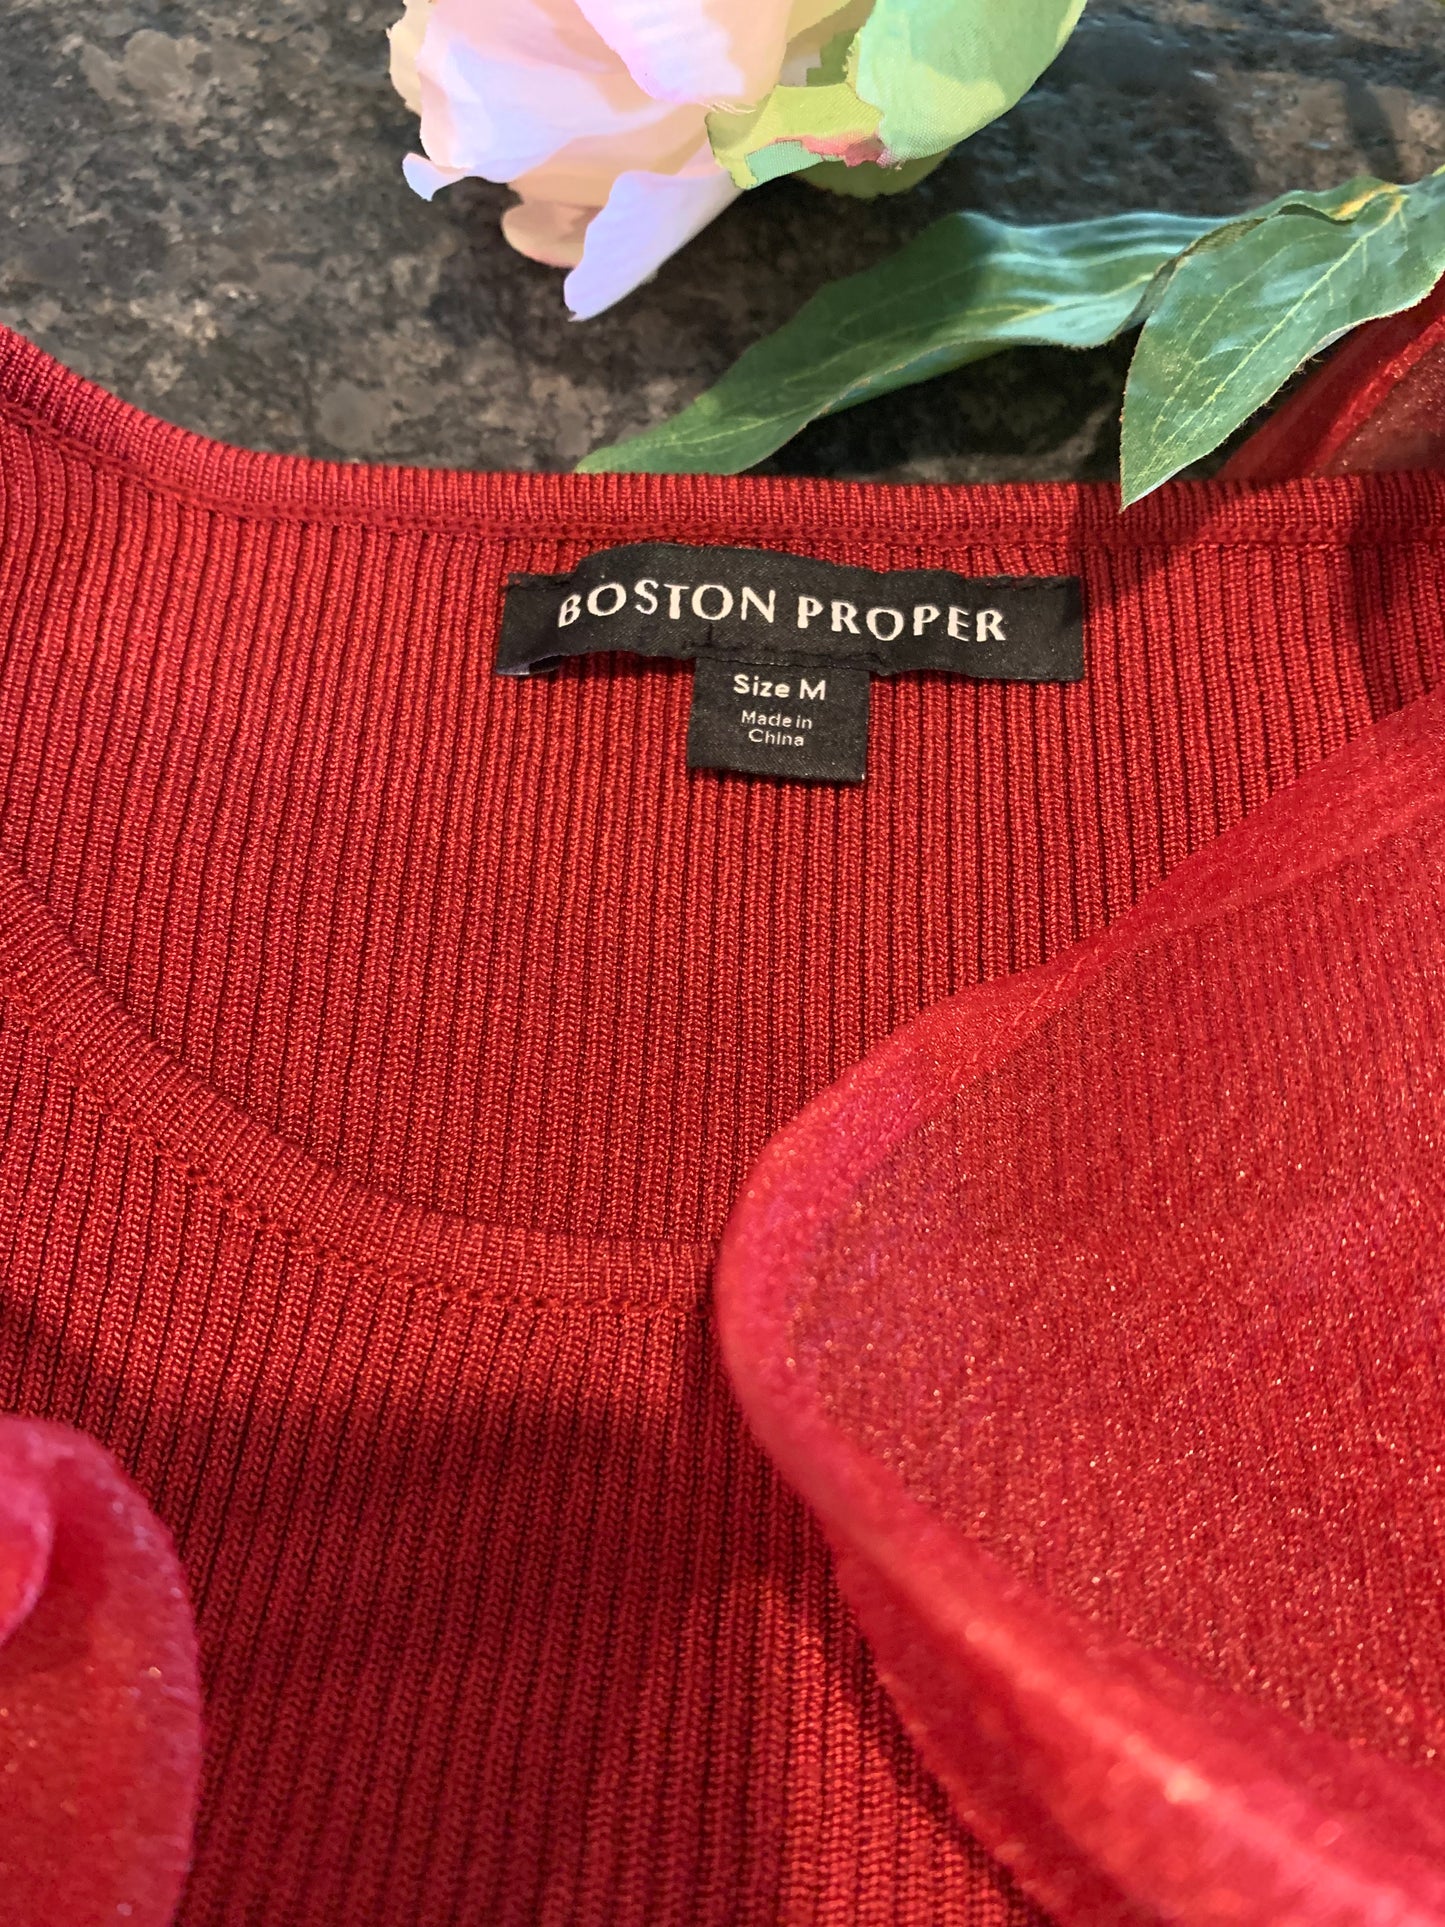 BOSTON PROPER
Size M
Made in
China